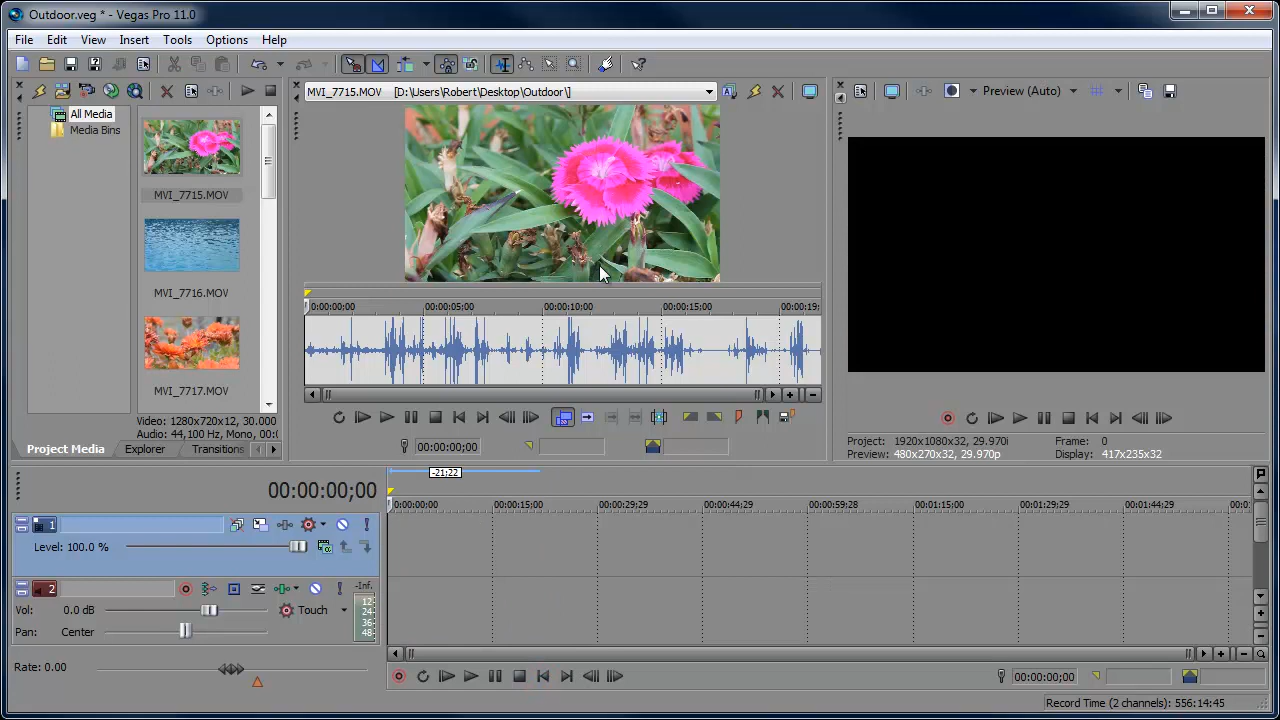 Outdoor.veg * - Vegas Pro 11.0
File Edit View Insert Tools Options Help
MVI_7715.MOV [D:\Users\Robert\Desktop\Outdoor\]
Preview (Auto)
All Media
Media Bins
MVI_7715.MOV
MVI_7716.MOV
MVI_7717.MOV
Video: 1280x720x12, 30.000
Audio: 44,100 Hz, Mono, 00:0
Project Media Explorer Transitions
00:00:00;00 00:00:05;00 00:00:10;00 00:00:15;00 00:00:19;
00:00:00;00
Project: 1920x1080x32, 29.970i
Preview: 480x270x32, 29.970p
Frame: 0
Display: 417x235x32
-21;22
00:00:00;00
00:00:00;00 00:00:15;00 00:00:29;29 00:00:44;29 00:00:59;28 00:01:15;00 00:01:29;29 00:01:44;29 00:0
1
Level: 100.0 %
2
-Inf.
Vol: 0.0 dB
Touch
12
24
36
48
Pan: Center
Rate: 0.00
00:00:00;00
Record Time (2 channels): 556:14:45